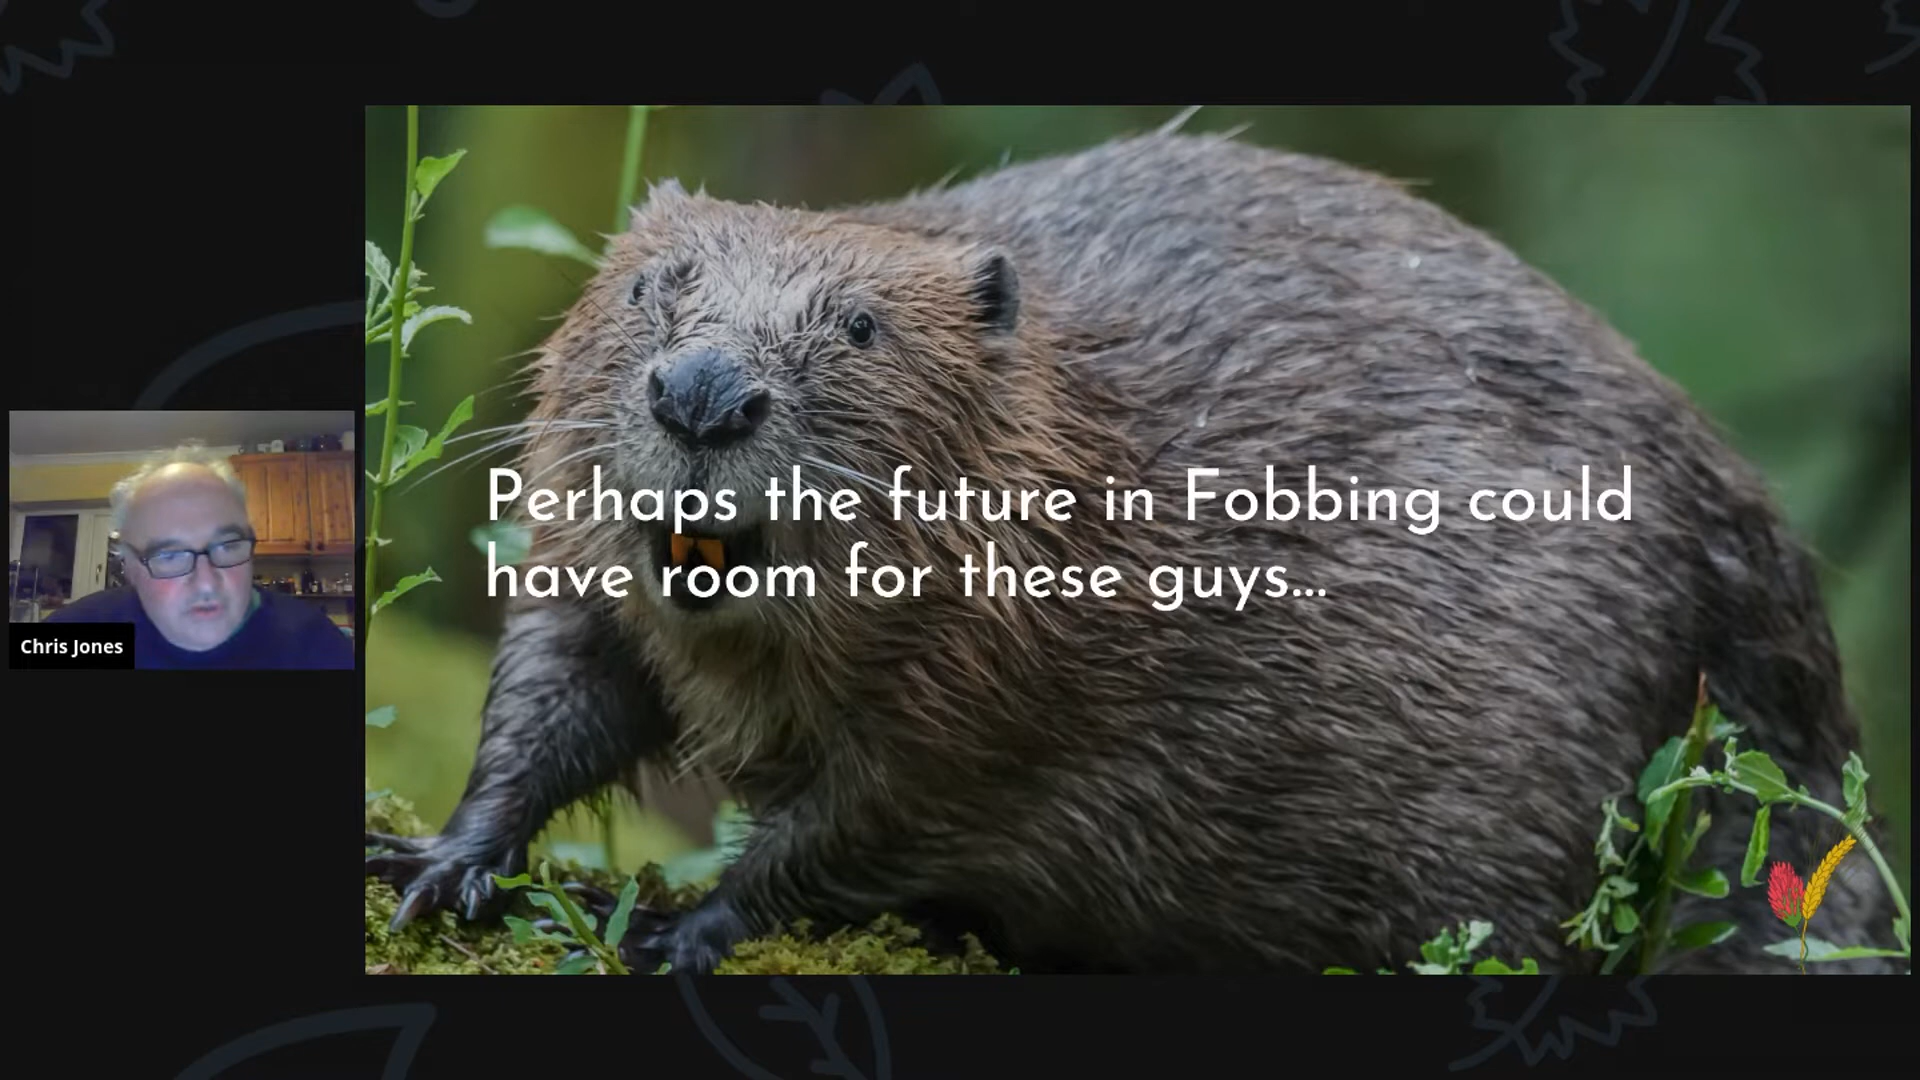 Perhaps the future in Fobbing could
have room for these guys...
Chris Jones